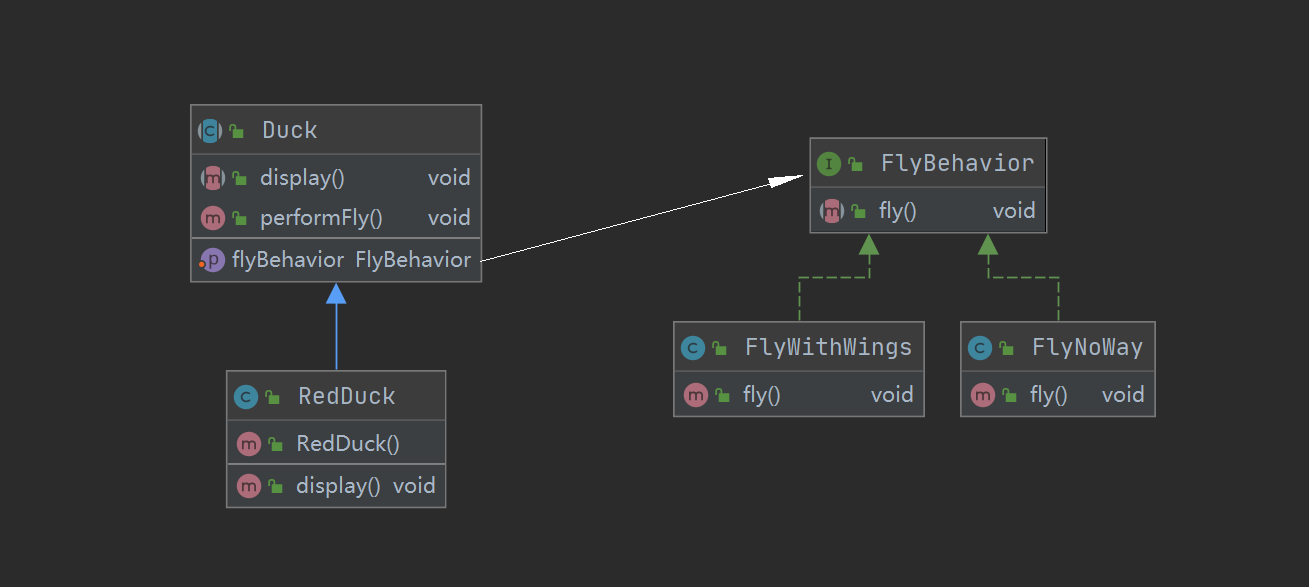 Duck
display() void
performFly() void
flyBehavior FlyBehavior
FlyBehavior
fly() void
FlyWithWings
fly() void
FlyNoWay
fly() void
RedDuck
RedDuck()
display() void